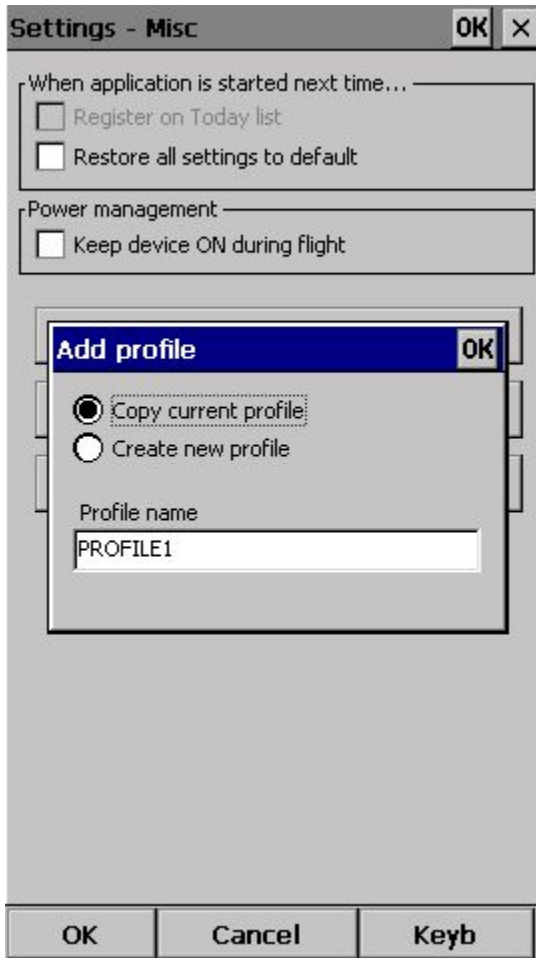 Settings - Misc OK ×
When application is started next time...
Register on Today list
Restore all settings to default
Power management
Keep device ON during flight
Add profile OK
Copy current profile
Create new profile
Profile name
PROFILE1
OK Cancel Keyb